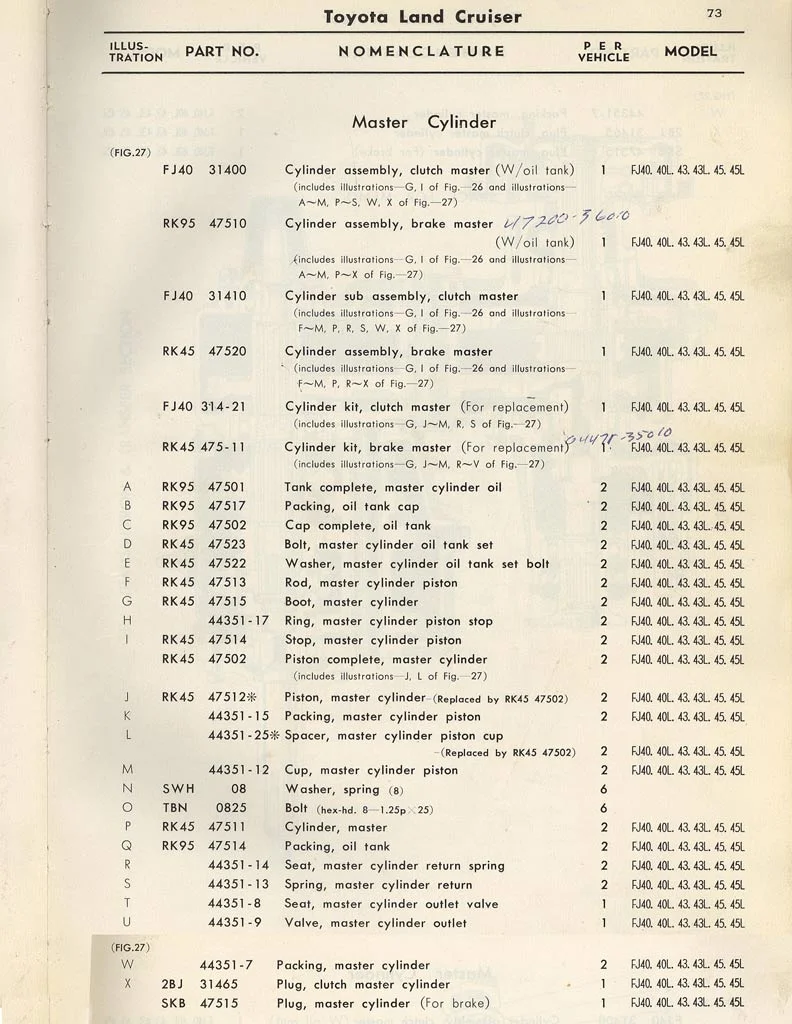 Toyota Land Cruiser 73
ILLUS-
TRATION PART NO. NOMENCLATURE PER
VEHICLE MODEL
Master Cylinder
(FIG.27)
FJ40 31400 Cylinder assembly, clutch master (W/oil tank) 1 FJ40. 40L. 43. 43L. 45. 45L
(includes illustrations—G, I of Fig.—26 and illustrations—
A~M, P~S, W, X of Fig.—27)
RK95 47510 Cylinder assembly, brake master 47200-36010
(W/oil tank) 1 FJ40. 40L. 43. 43L. 45. 45L
(includes illustrations—G, I of Fig.—26 and illustrations—
A~M, P~X of Fig.—27)
FJ40 31410 Cylinder sub assembly, clutch master 1 FJ40. 40L. 43. 43L. 45. 45L
(includes illustrations—G, I of Fig.—26 and illustrations—
F~M, P, R, S, W, X of Fig.—27)
RK45 47520 Cylinder assembly, brake master 1 FJ40. 40L. 43. 43L. 45. 45L
(includes illustrations—G, I of Fig.—26 and illustrations—
F~M, P, R~X of Fig.—27)
FJ40 314-21 Cylinder kit, clutch master (For replacement) 1 FJ40. 40L. 43. 43L. 45. 45L
(includes illustrations—G, J~M, R, S of Fig.—27)
RK45 475-11 Cylinder kit, brake master (For replacement) 1 FJ40. 40L. 43. 43L. 45. 45L
(includes illustrations—G, J~M, R~V of Fig.—27)
A RK95 47501 Tank complete, master cylinder oil 2 FJ40. 40L. 43. 43L. 45. 45L
B RK95 47517 Packing, oil tank cap 2 FJ40. 40L. 43. 43L. 45. 45L
C RK95 47502 Cap complete, oil tank 2 FJ40. 40L. 43. 43L. 45. 45L
D RK45 47523 Bolt, master cylinder oil tank set 2 FJ40. 40L. 43. 43L. 45. 45L
E RK45 47522 Washer, master cylinder oil tank set bolt 2 FJ40. 40L. 43. 43L. 45. 45L
F RK45 47513 Rod, master cylinder piston 2 FJ40. 40L. 43. 43L. 45. 45L
G RK45 47515 Boot, master cylinder 2 FJ40. 40L. 43. 43L. 45. 45L
H 44351-17 Ring, master cylinder piston stop 2 FJ40. 40L. 43. 43L. 45. 45L
I RK45 47514 Stop, master cylinder piston 2 FJ40. 40L. 43. 43L. 45. 45L
RK45 47502 Piston complete, master cylinder 2 FJ40. 40L. 43. 43L. 45. 45L
(includes illustrations—J, L of Fig.—27)
J RK45 47512※ Piston, master cylinder–(Replaced by RK45 47502) 2 FJ40. 40L. 43. 43L. 45. 45L
K 44351-15 Packing, master cylinder piston 2 FJ40. 40L. 43. 43L. 45. 45L
L 44351-25※ Spacer, master cylinder piston cup
–(Replaced by RK45 47502) 2 FJ40. 40L. 43. 43L. 45. 45L
M 44351-12 Cup, master cylinder piston 2 FJ40. 40L. 43. 43L. 45. 45L
N SWH 08 Washer, spring (8) 6
O TBN 0825 Bolt (hex-hd. 8—1.25p×25) 6
P RK45 47511 Cylinder, master 2 FJ40. 40L. 43. 43L. 45. 45L
Q RK95 47514 Packing, oil tank 2 FJ40. 40L. 43. 43L. 45. 45L
R 44351-14 Seat, master cylinder return spring 2 FJ40. 40L. 43. 43L. 45. 45L
S 44351-13 Spring, master cylinder return 2 FJ40. 40L. 43. 43L. 45. 45L
T 44351-8 Seat, master cylinder outlet valve 1 FJ40. 40L. 43. 43L. 45. 45L
U 44351-9 Valve, master cylinder outlet 1 FJ40. 40L. 43. 43L. 45. 45L
(FIG.27)
W 44351-7 Packing, master cylinder 2 FJ40. 40L. 43. 43L. 45. 45L
X 2BJ 31465 Plug, clutch master cylinder 1 FJ40. 40L. 43. 43L. 45. 45L
SKB 47515 Plug, master cylinder (For brake) 1 FJ40. 40L. 43. 43L. 45. 45L